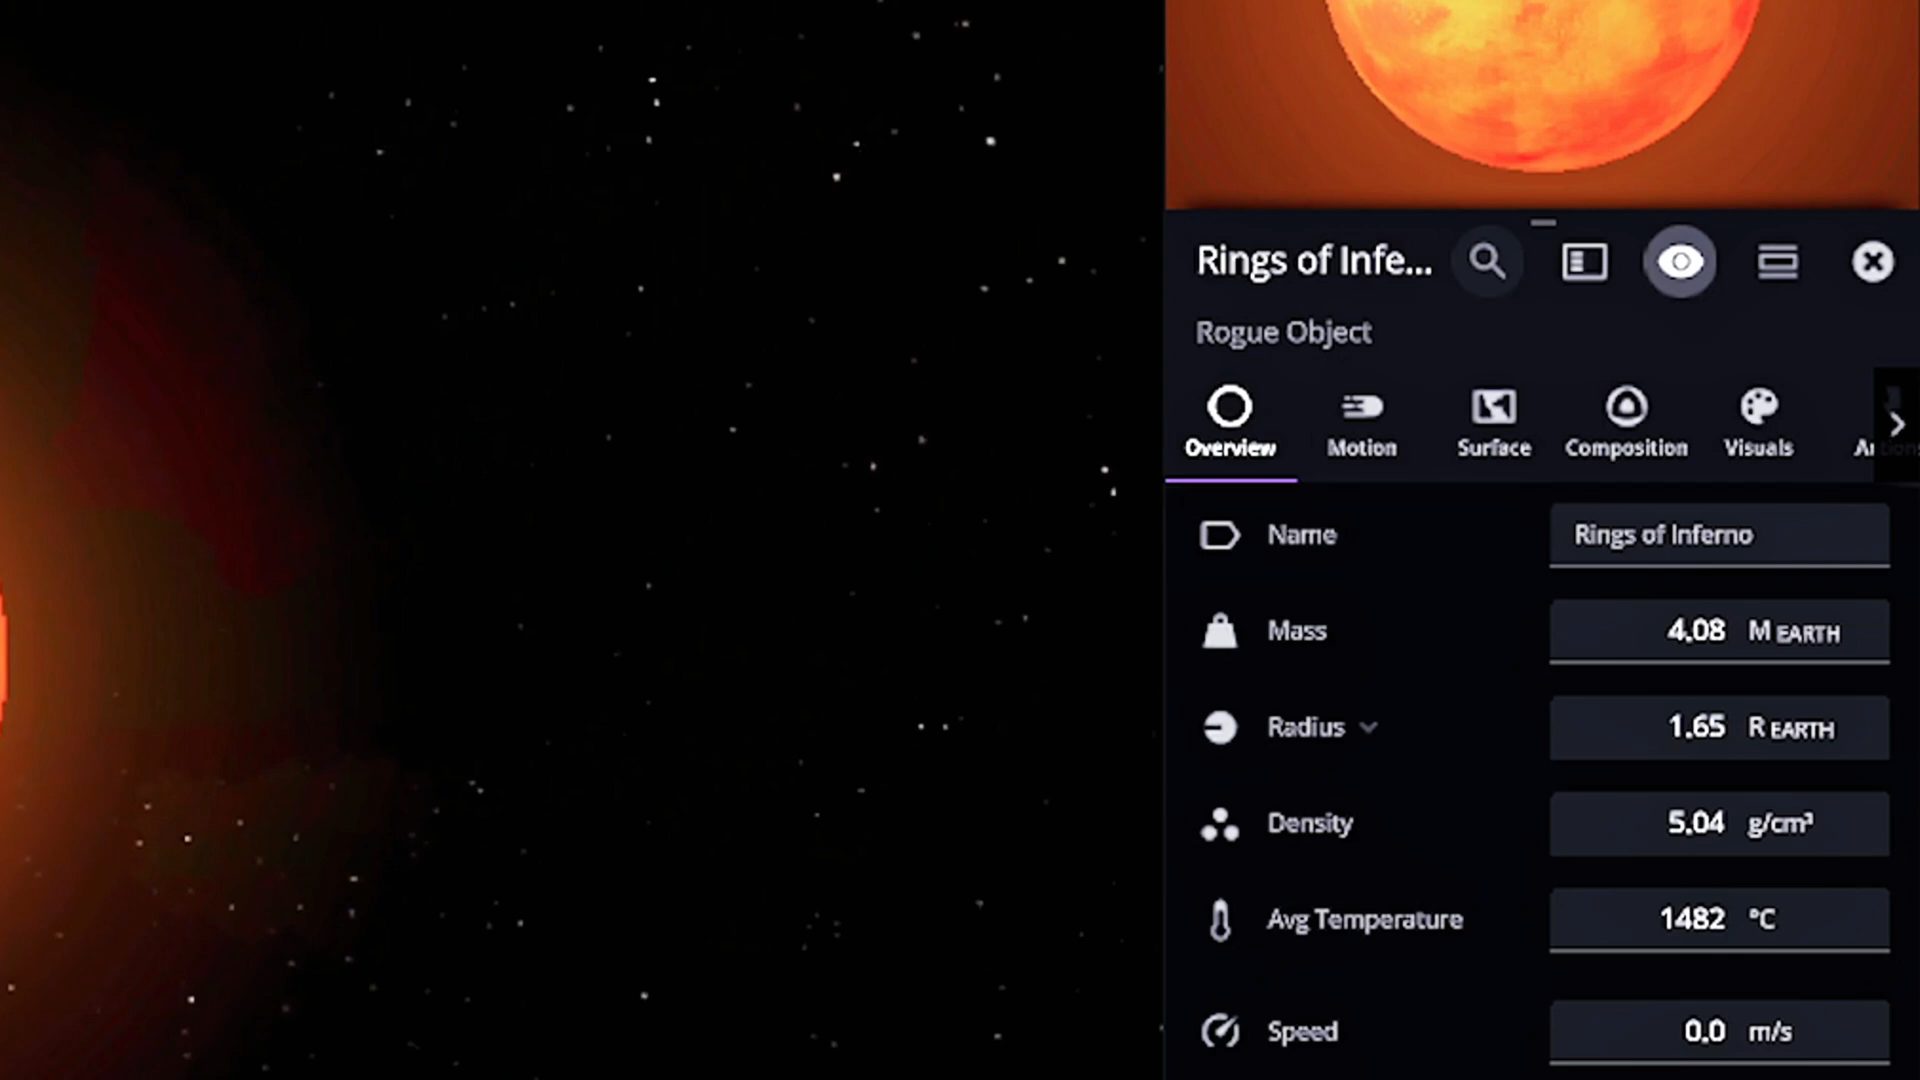 Rings of Infe...
Rogue Object
Overview Motion Surface Composition Visuals
Name Rings of Inferno
Mass 4.08 M EARTH
Radius 1.65 R EARTH
Density 5.04 g/cm³
Avg Temperature 1482 °C
Speed 0.0 m/s